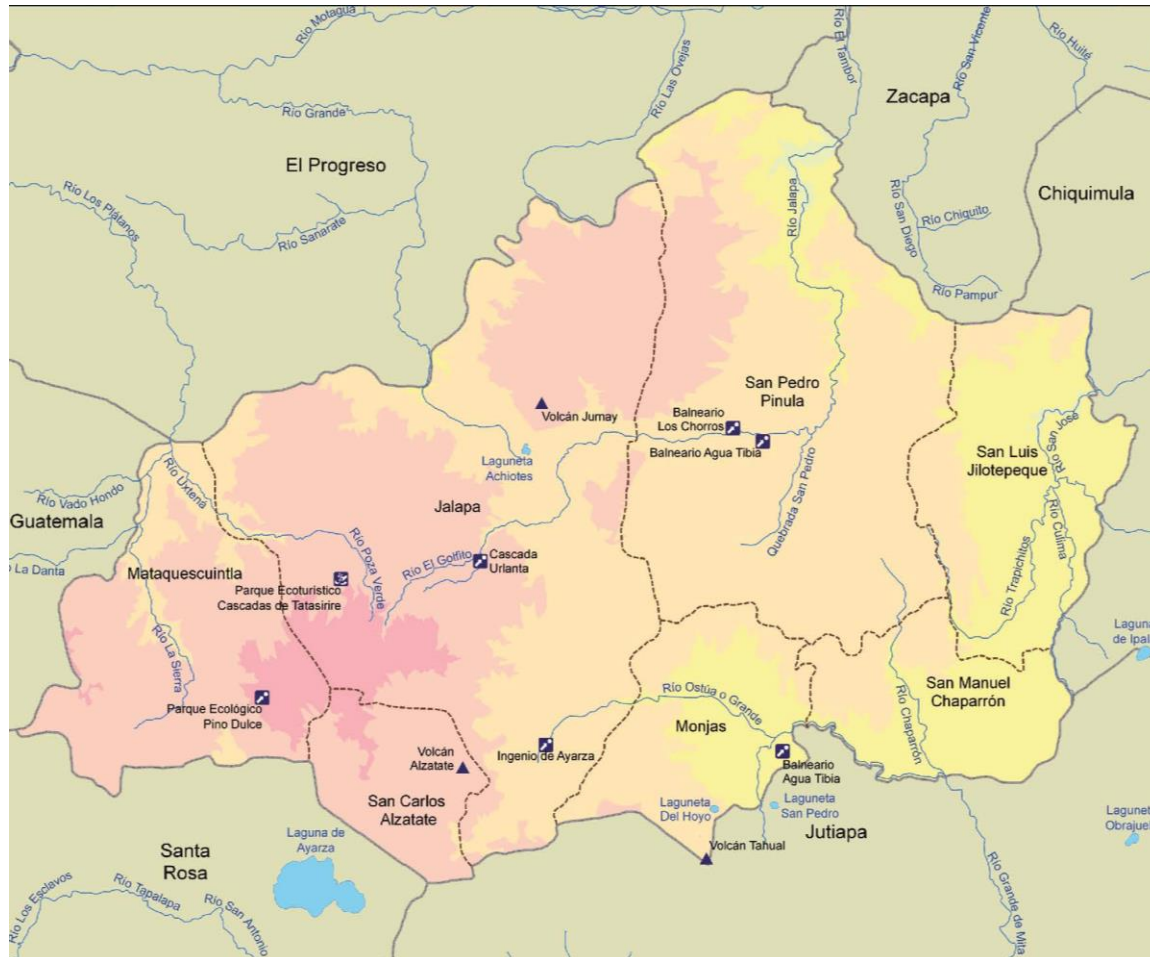 Río Motagua
Río Las Ovejas
Río El Tambor
Río San Vicente
Río Huité
Zacapa
Río Grande
El Progreso
Río Los Plátanos
Río Sanarate
Chiquimula
Río Jalapa
Río San Diego
Río Chiquito
Río Pampur
San Pedro
Pinula
Volcán Jumay
Balneario
Los Chorros
Balneario Agua Tibia
Laguneta
Achiotes
San Luis
Jilotepeque
Río San José
Río Uxtená
Río Vado Hondo
Guatemala
Jalapa
Quebrada San Pedro
Río Culima
Río Trapichitos
o La Danta
Mataquescuintla
Río Poza Verde
Río El Golfito
Cascada
Urlanta
Parque Ecoturístico
Cascadas de Tatasirire
Río La Sierra
Laguna
de Ipal
San Manuel
Chaparrón
Río Chaparrón
Río Ostúa o Grande
Monjas
Parque Ecológico
Pino Dulce
Volcán
Alzatate
Ingenio de Ayarza
Balneario
Agua Tibia
San Carlos
Alzatate
Laguneta
Del Hoyo
Laguneta
San Pedro
Jutiapa
Laguneta
Obrajuel
Laguna de
Ayarza
Santa
Rosa
Volcán Tahual
Río Los Esclavos
Río Tapalapa
Río San Antonio
Río Grande de Mita